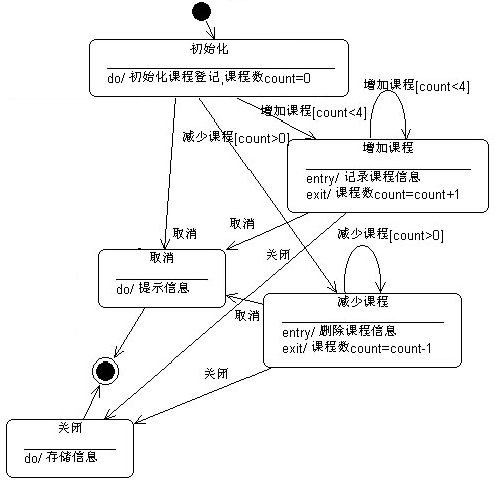 初始化
do/ 初始化课程登记,课程数count=0
增加课程[count<4]
增加课程[count<4]
减少课程[count>0]
增加课程
entry/ 记录课程信息
exit/ 课程数count=count+1
取消
取消
减少课程[count>0]
关闭
取消
do/ 提示信息
减少课程
entry/ 删除课程信息
exit/ 课程数count=count-1
取消
关闭
关闭
do/ 存储信息